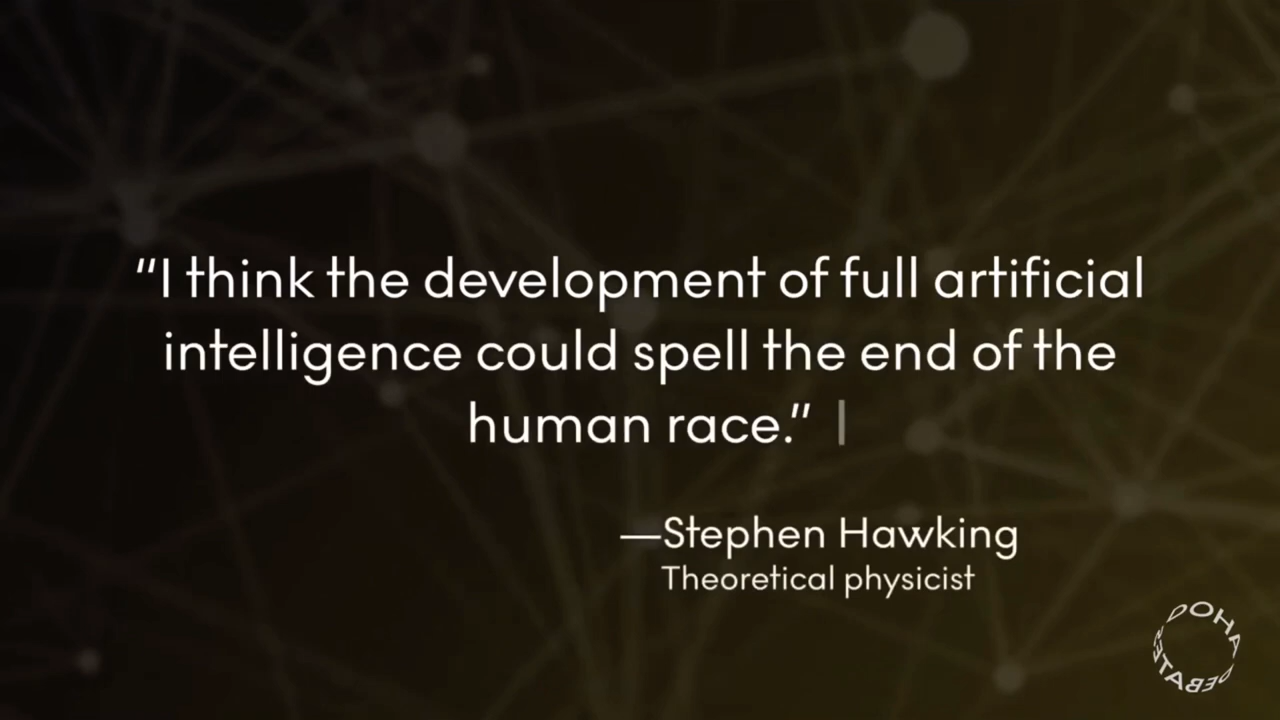 “I think the development of full artificial
intelligence could spell the end of the
human race.”
—Stephen Hawking
Theoretical physicist
DOHA DEBATES